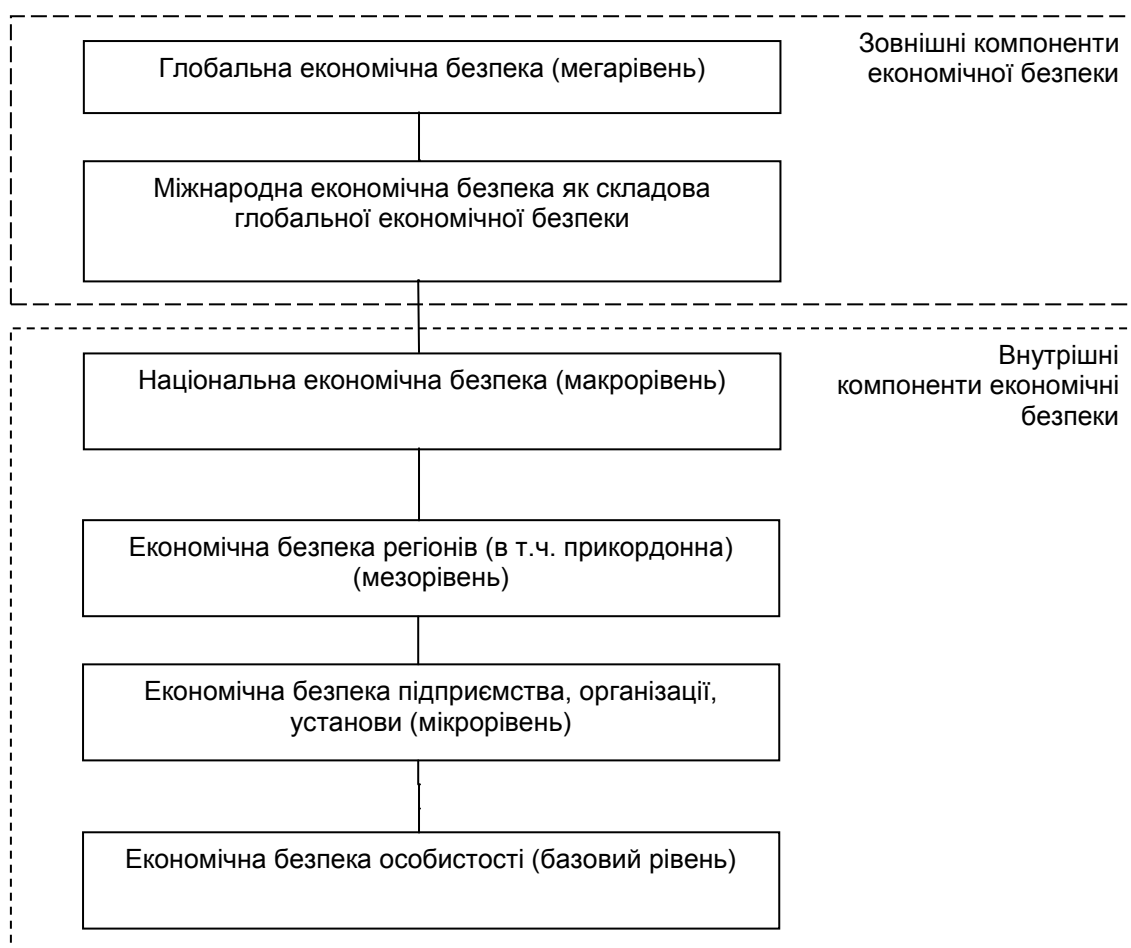 Зовнішні компоненти
економічної безпеки
Глобальна економічна безпека (мегарівень)
Міжнародна економічна безпека як складова
глобальної економічної безпеки
Внутрішні
компоненти економічні
безпеки
Національна економічна безпека (макрорівень)
Економічна безпека регіонів (в т.ч. прикордонна)
(мезорівень)
Економічна безпека підприємства, організації,
установи (мікрорівень)
Економічна безпека особистості (базовий рівень)